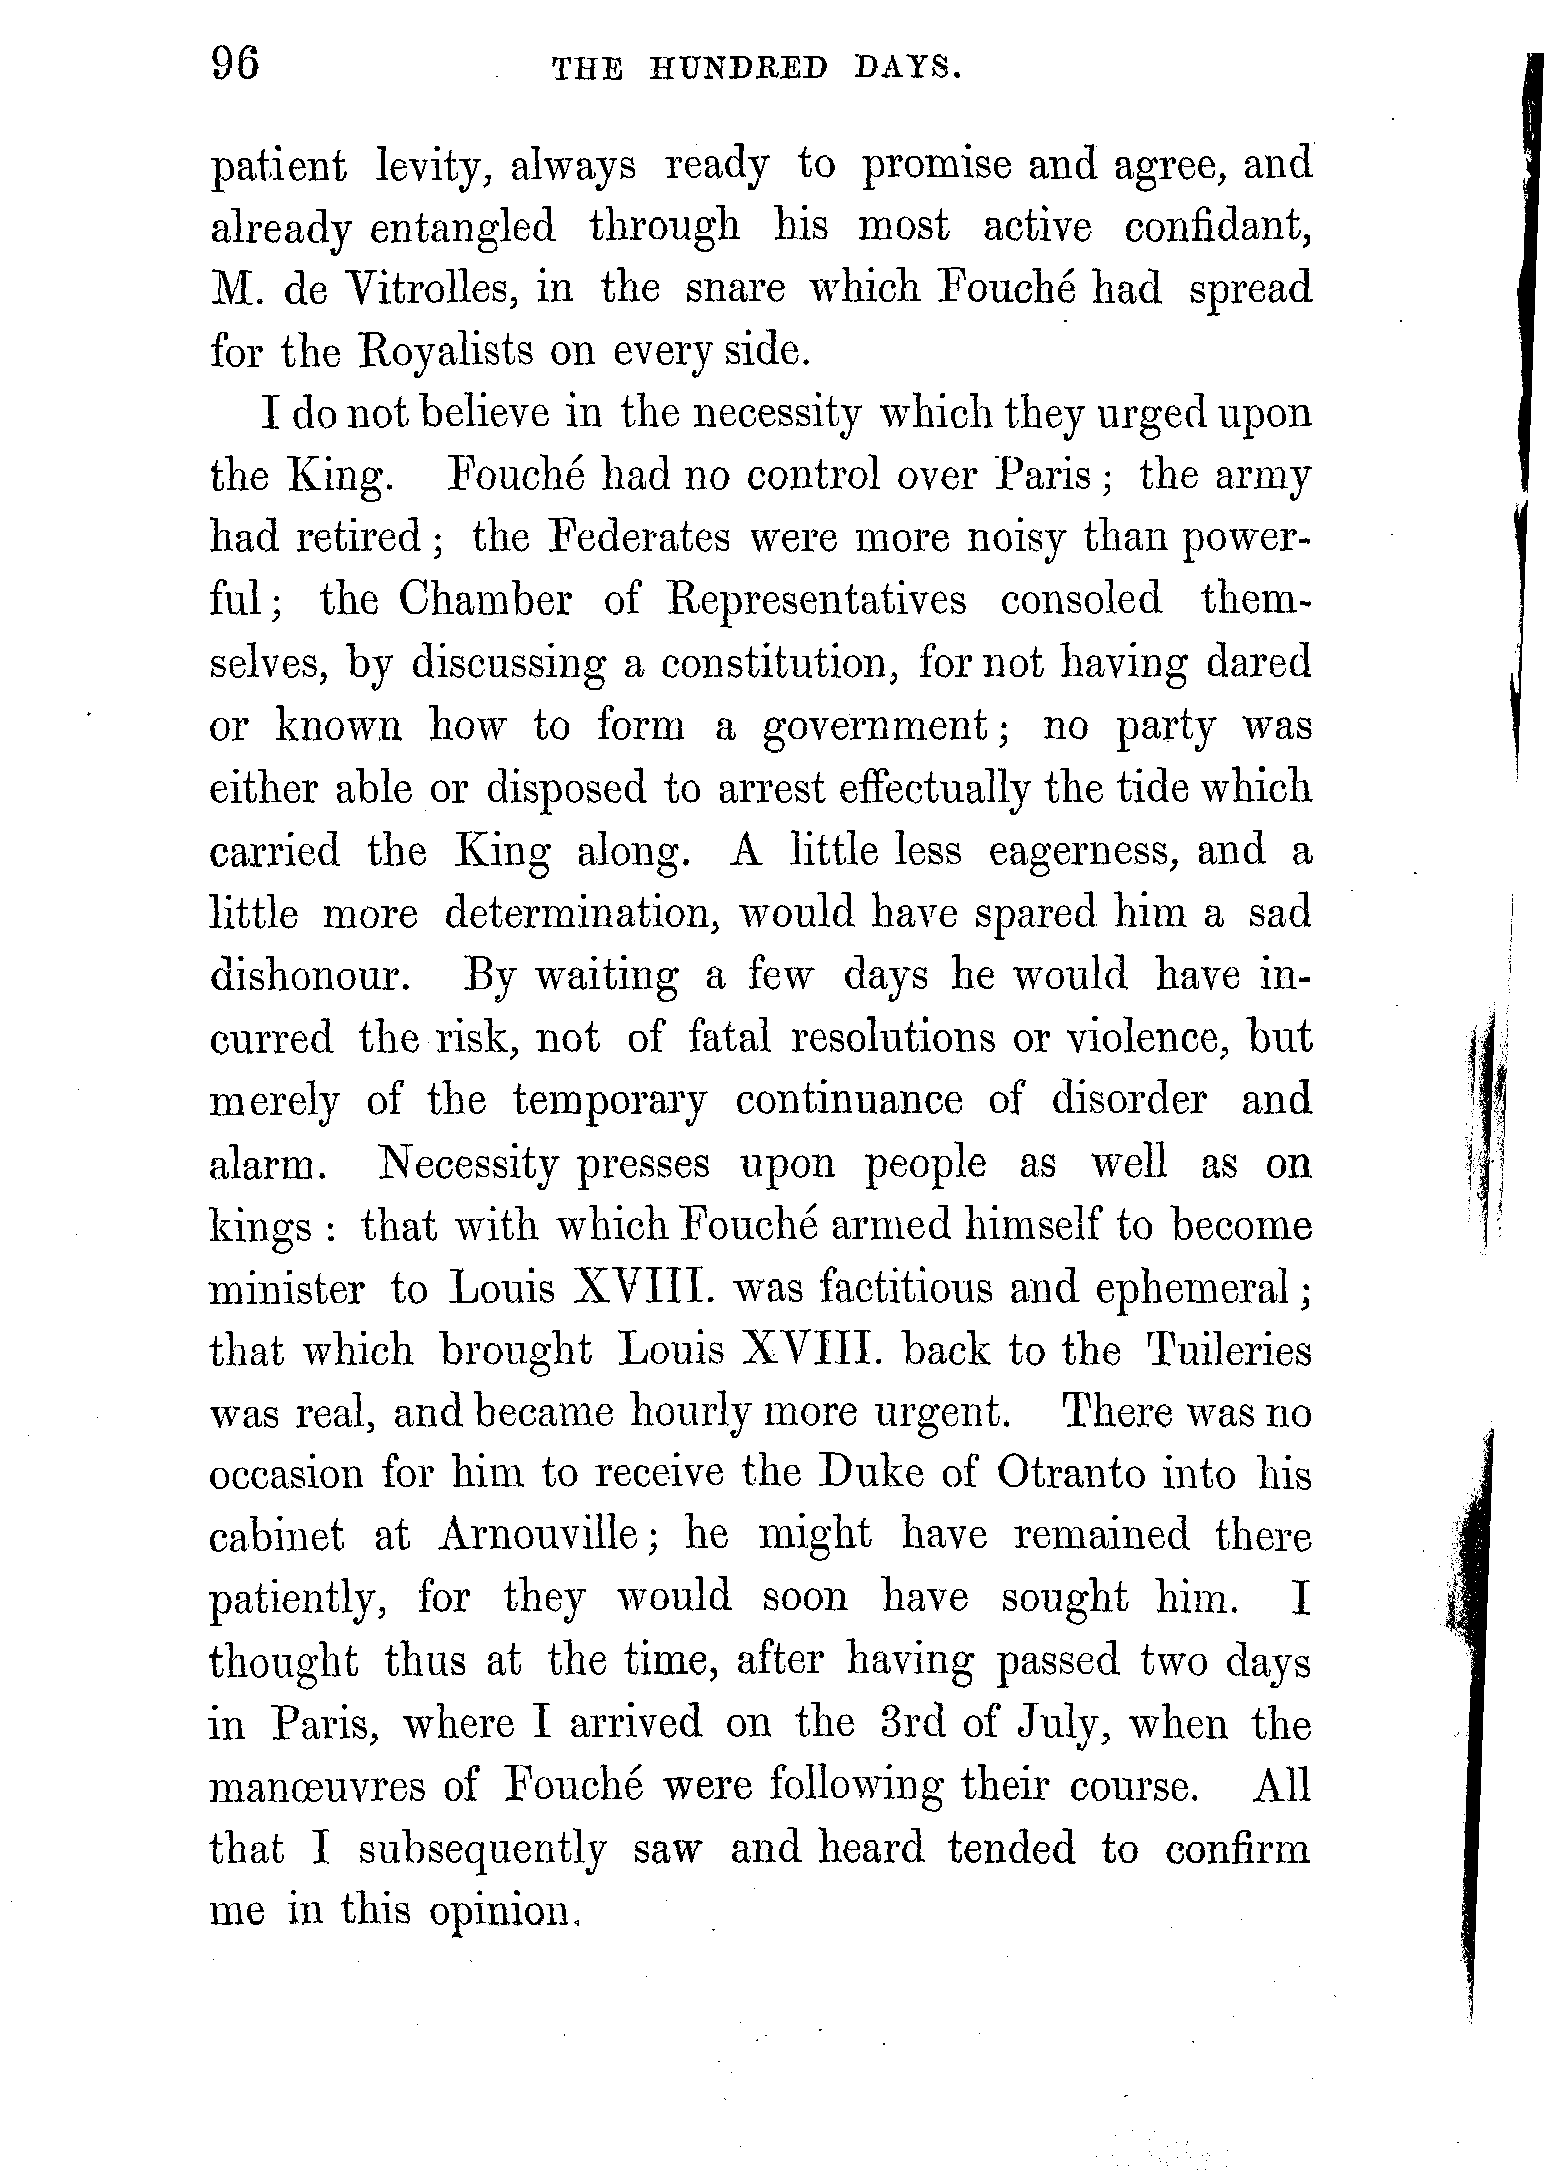 96 THE HUNDRED DAYS.
patient levity, always ready to promise and agree, and
already entangled through his most active confidant,
M. de Vitrolles, in the snare which Fouché had spread
for the Royalists on every side.
I do not believe in the necessity which they urged upon
the King. Fouché had no control over Paris; the army
had retired; the Federates were more noisy than power-
ful; the Chamber of Representatives consoled them-
selves, by discussing a constitution, for not having dared
or known how to form a government; no party was
either able or disposed to arrest effectually the tide which
carried the King along. A little less eagerness, and a
little more determination, would have spared him a sad
dishonour. By waiting a few days he would have in-
curred the risk, not of fatal resolutions or violence, but
merely of the temporary continuance of disorder and
alarm. Necessity presses upon people as well as on
kings: that with which Fouché armed himself to become
minister to Louis XVIII. was factitious and ephemeral;
that which brought Louis XVIII. back to the Tuileries
was real, and became hourly more urgent. There was no
occasion for him to receive the Duke of Otranto into his
cabinet at Arnouville; he might have remained there
patiently, for they would soon have sought him. I
thought thus at the time, after having passed two days
in Paris, where I arrived on the 3rd of July, when the
manœuvres of Fouché were following their course. All
that I subsequently saw and heard tended to confirm
me in this opinion.